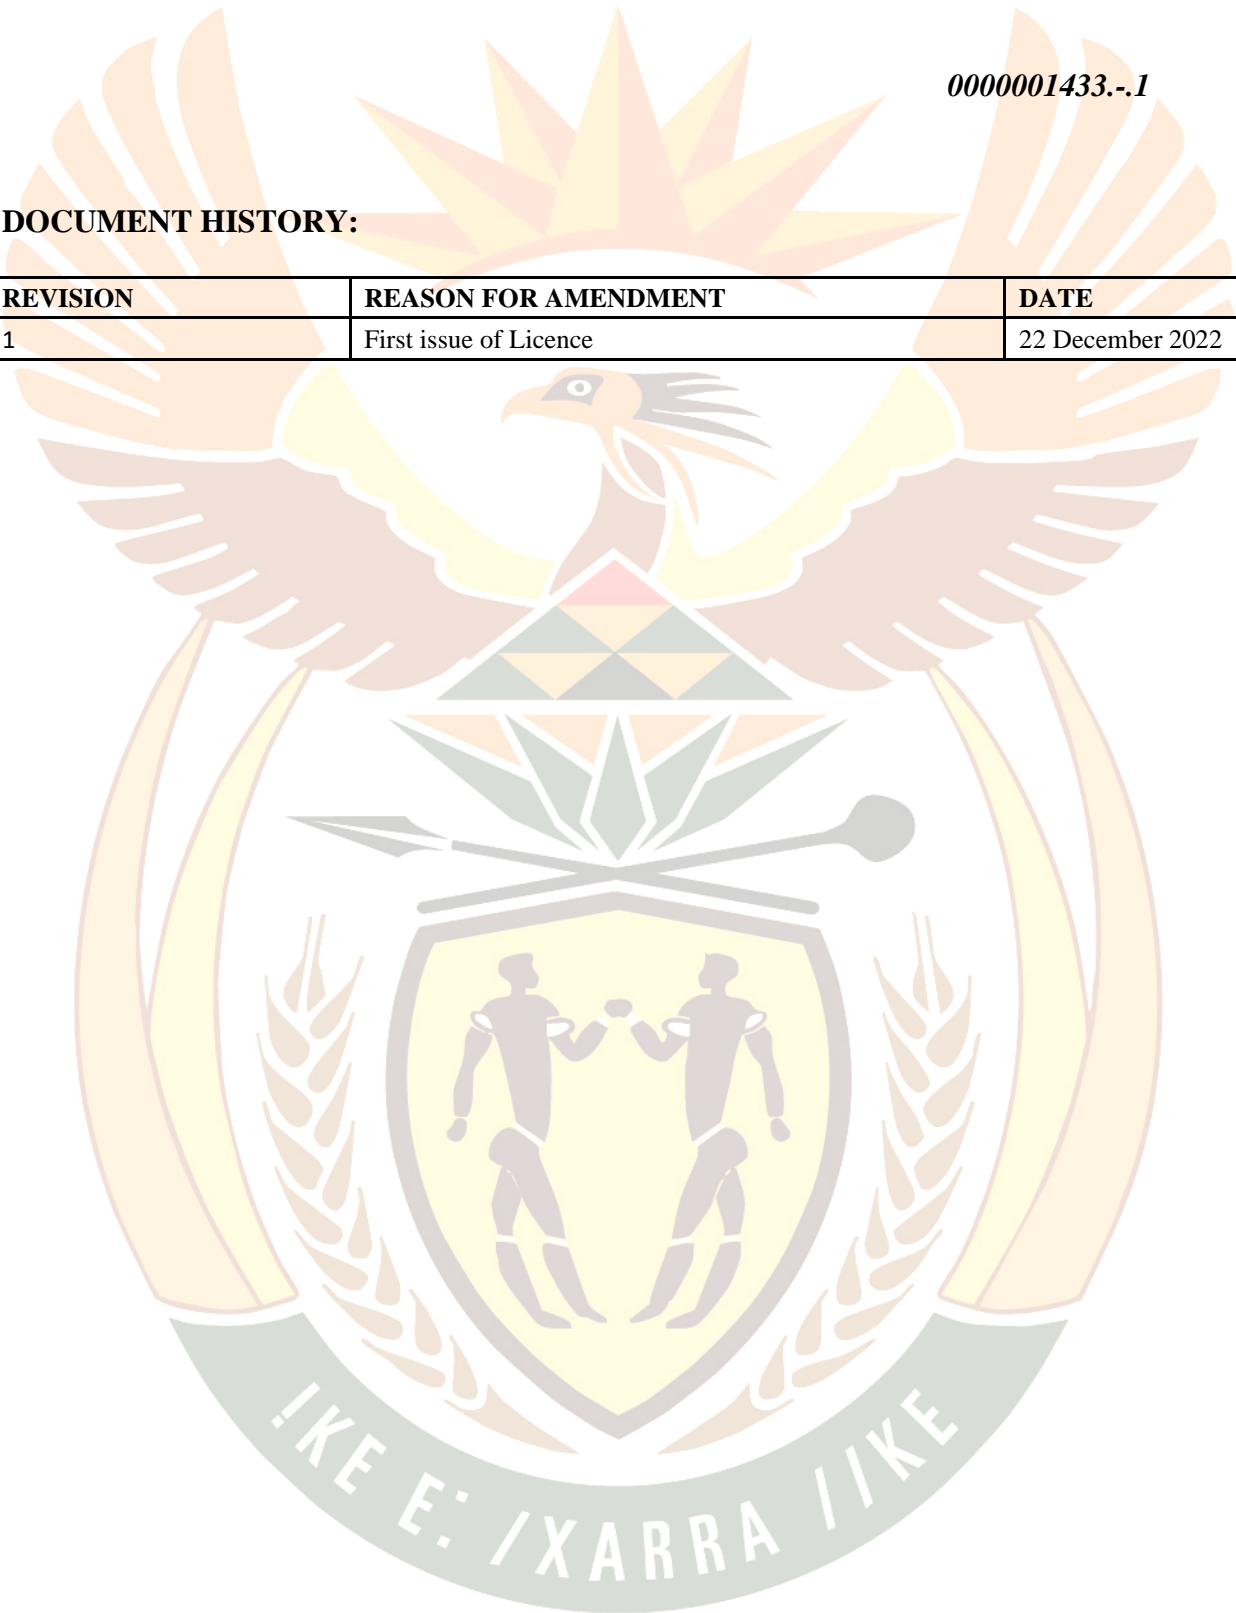 0000001433.-.1
DOCUMENT HISTORY:
REVISION REASON FOR AMENDMENT DATE
1 First issue of Licence 22 December 2022
!KE E: /XARRA //KE